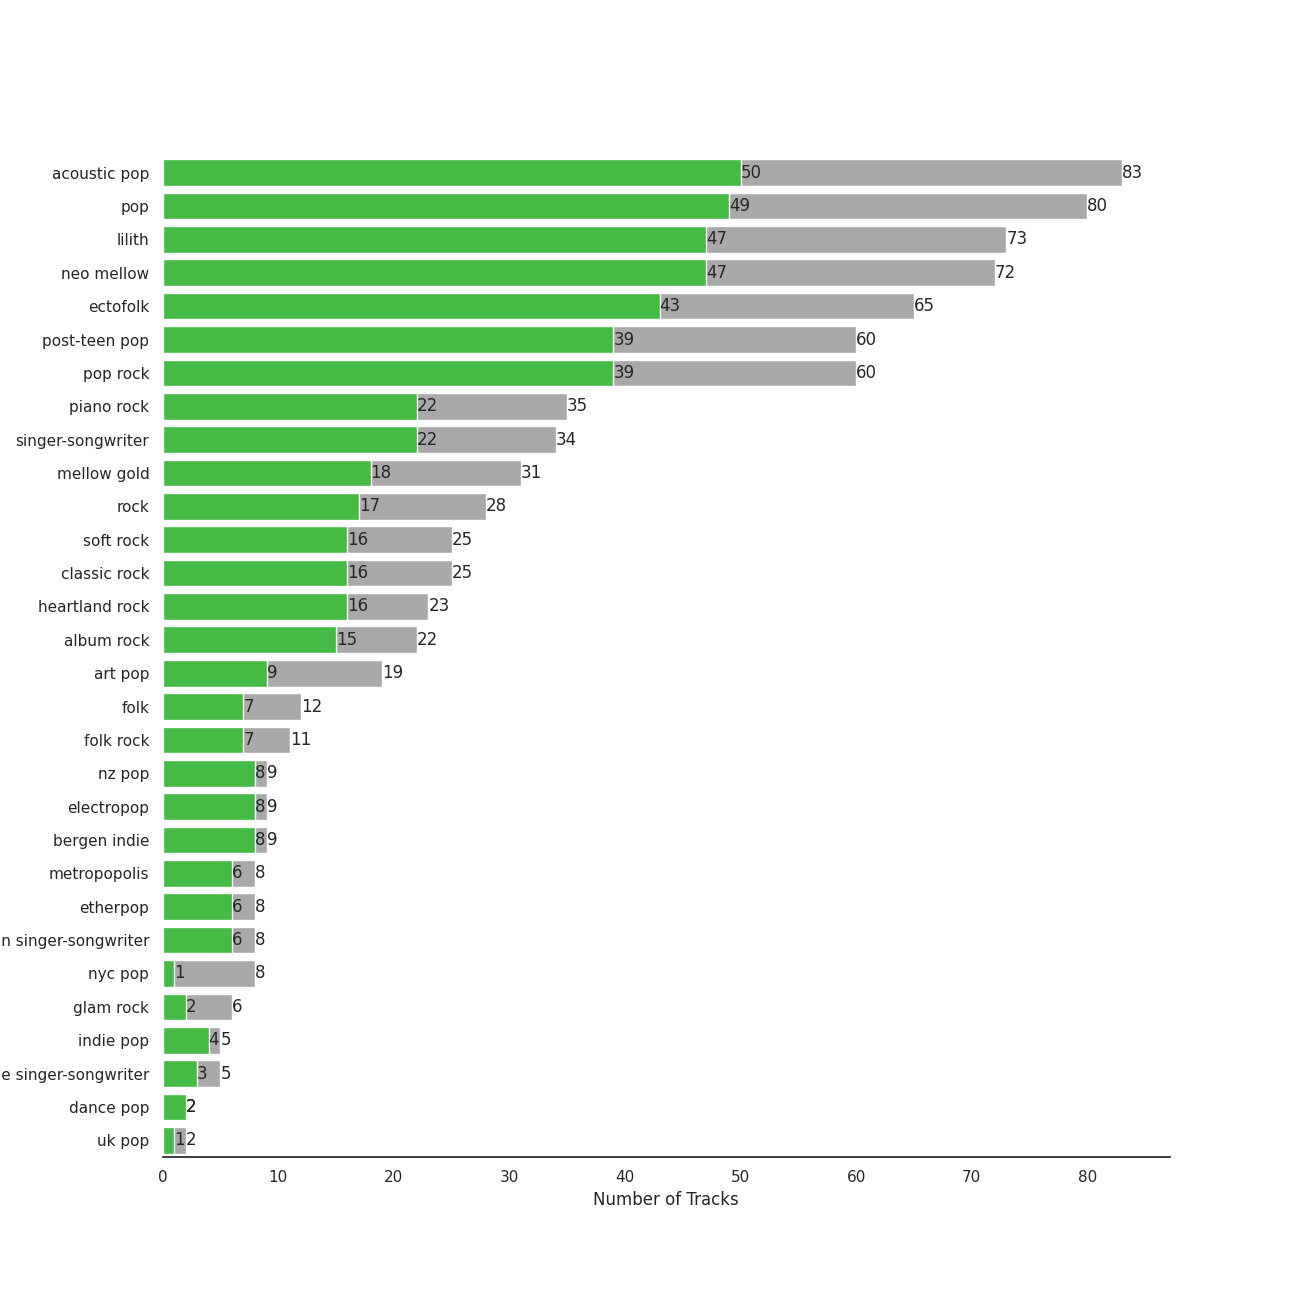 acoustic pop 50 83
pop 49 80
lilith 47 73
neo mellow 47 72
ectofolk 43 65
post-teen pop 39 60
pop rock 39 60
piano rock 22 35
singer-songwriter 22 34
mellow gold 18 31
rock 17 28
soft rock 16 25
classic rock 16 25
heartland rock 16 23
album rock 15 22
art pop 9 19
folk 7 12
folk rock 7 11
nz pop 8 9
electropop 8 9
bergen indie 8 9
metropopolis 6 8
etherpop 6 8
n singer-songwriter 6 8
nyc pop 1 8
glam rock 2 6
indie pop 4 5
e singer-songwriter 3 5
dance pop 2
uk pop 1 2
0 10 20 30 40 50 60 70 80
Number of Tracks